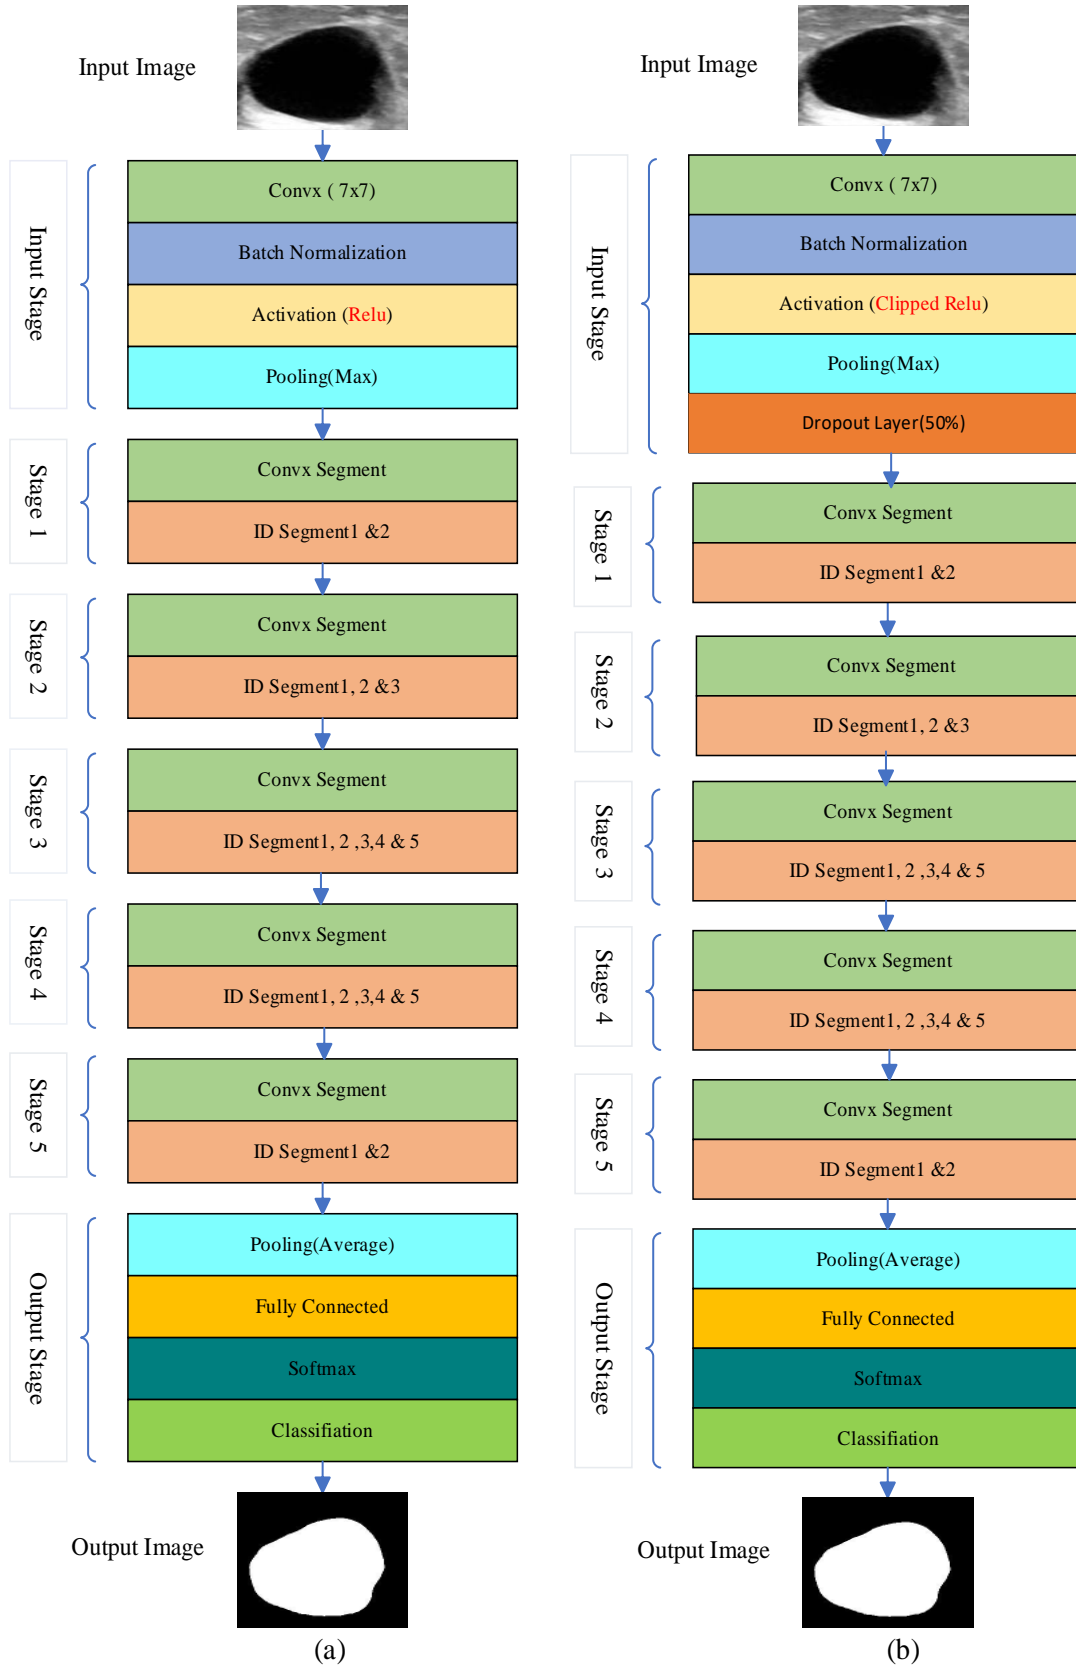 Input Image
Input Stage
Convx ( 7x7)
Batch Normalization
Activation (Relu)
Pooling(Max)
Stage 1
Convx Segment
ID Segment1 &2
Stage 2
Convx Segment
ID Segment1, 2 &3
Stage 3
Convx Segment
ID Segment1, 2 ,3,4 & 5
Stage 4
Convx Segment
ID Segment1, 2 ,3,4 & 5
Stage 5
Convx Segment
ID Segment1 &2
Output Stage
Pooling(Average)
Fully Connected
Softmax
Classifiation
Output Image
(a)
Input Image
Input Stage
Convx ( 7x7)
Batch Normalization
Activation (Clipped Relu)
Pooling(Max)
Dropout Layer(50%)
Stage 1
Convx Segment
ID Segment1 &2
Stage 2
Convx Segment
ID Segment1, 2 &3
Stage 3
Convx Segment
ID Segment1, 2 ,3,4 & 5
Stage 4
Convx Segment
ID Segment1, 2 ,3,4 & 5
Stage 5
Convx Segment
ID Segment1 &2
Output Stage
Pooling(Average)
Fully Connected
Softmax
Classifiation
Output Image
(b)